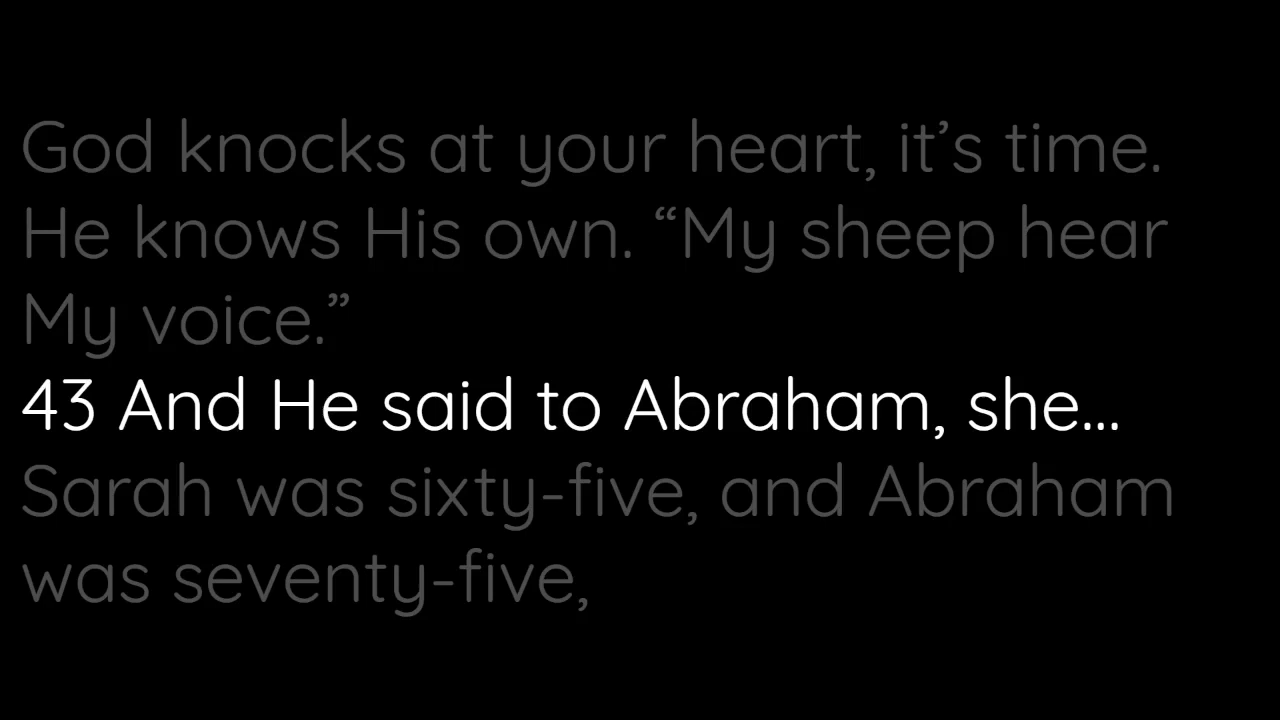 God knocks at your heart, it’s time.
He knows His own. “My sheep hear
My voice.”
43 And He said to Abraham, she...
Sarah was sixty-five, and Abraham
was seventy-five,